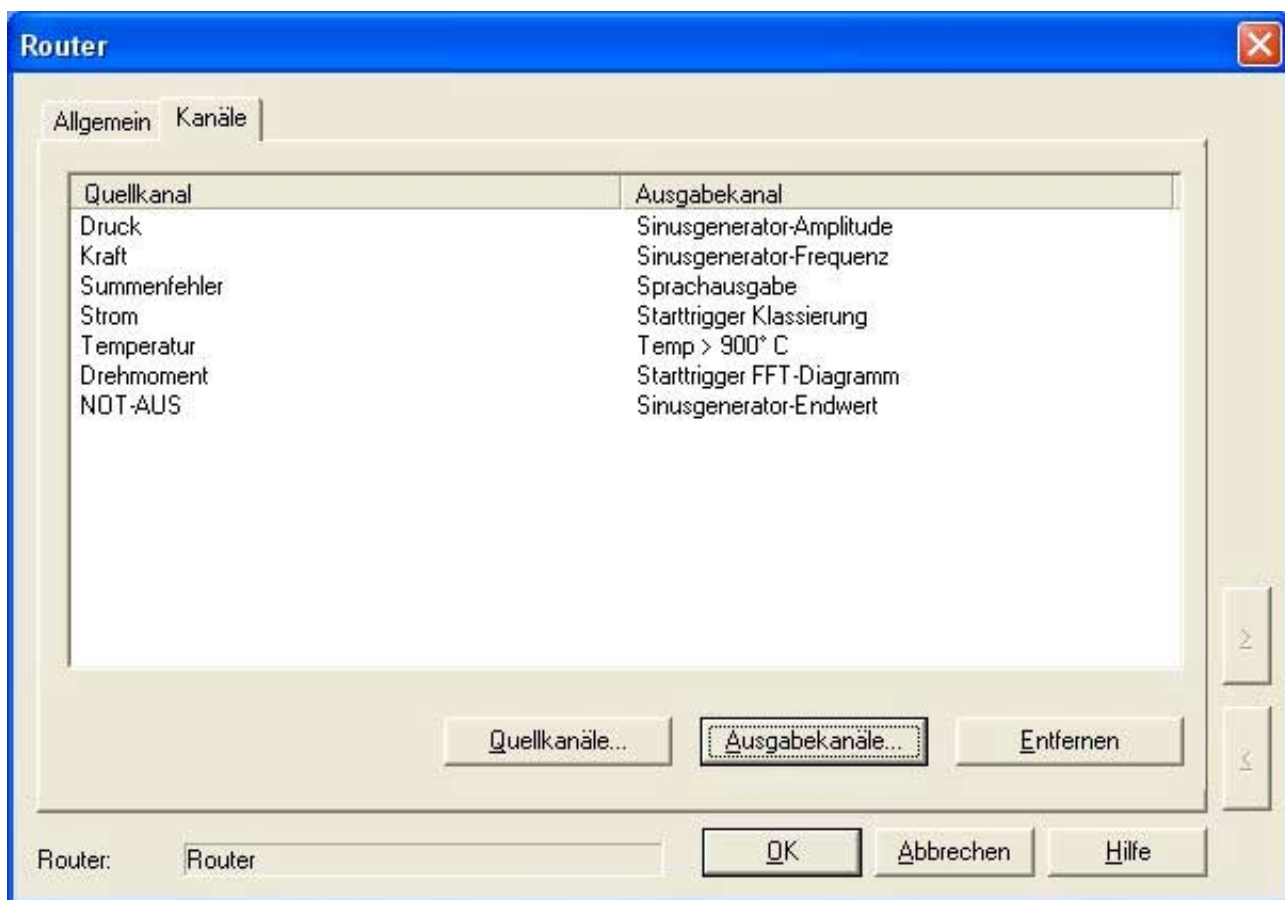 Router
Allgemein Kanäle
Quellkanal Ausgabekanal
Druck Sinusgenerator-Amplitude
Kraft Sinusgenerator-Frequenz
Summenfehler Sprachausgabe
Strom Starttrigger Klassierung
Temperatur Temp > 900° C
Drehmoment Starttrigger FFT-Diagramm
NOT-AUS Sinusgenerator-Endwert
>
Quellkanäle... Ausgabekanäle... Entfernen
<
Router: Router OK Abbrechen Hilfe